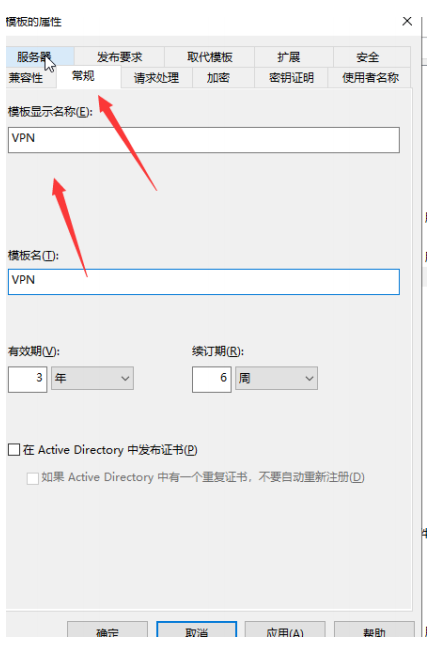 模板的属性
服务器 发布要求 取代模板 扩展 安全
兼容性 常规 请求处理 加密 密钥证明 使用者名称
模板显示名称(E):
VPN
模板名(T):
VPN
有效期(V): 续订期(R):
3 年 6 周
在 Active Directory 中发布证书(P)
如果 Active Directory 中有一个重复证书，不要自动重新注册(D)
确定 取消 应用(A) 帮助